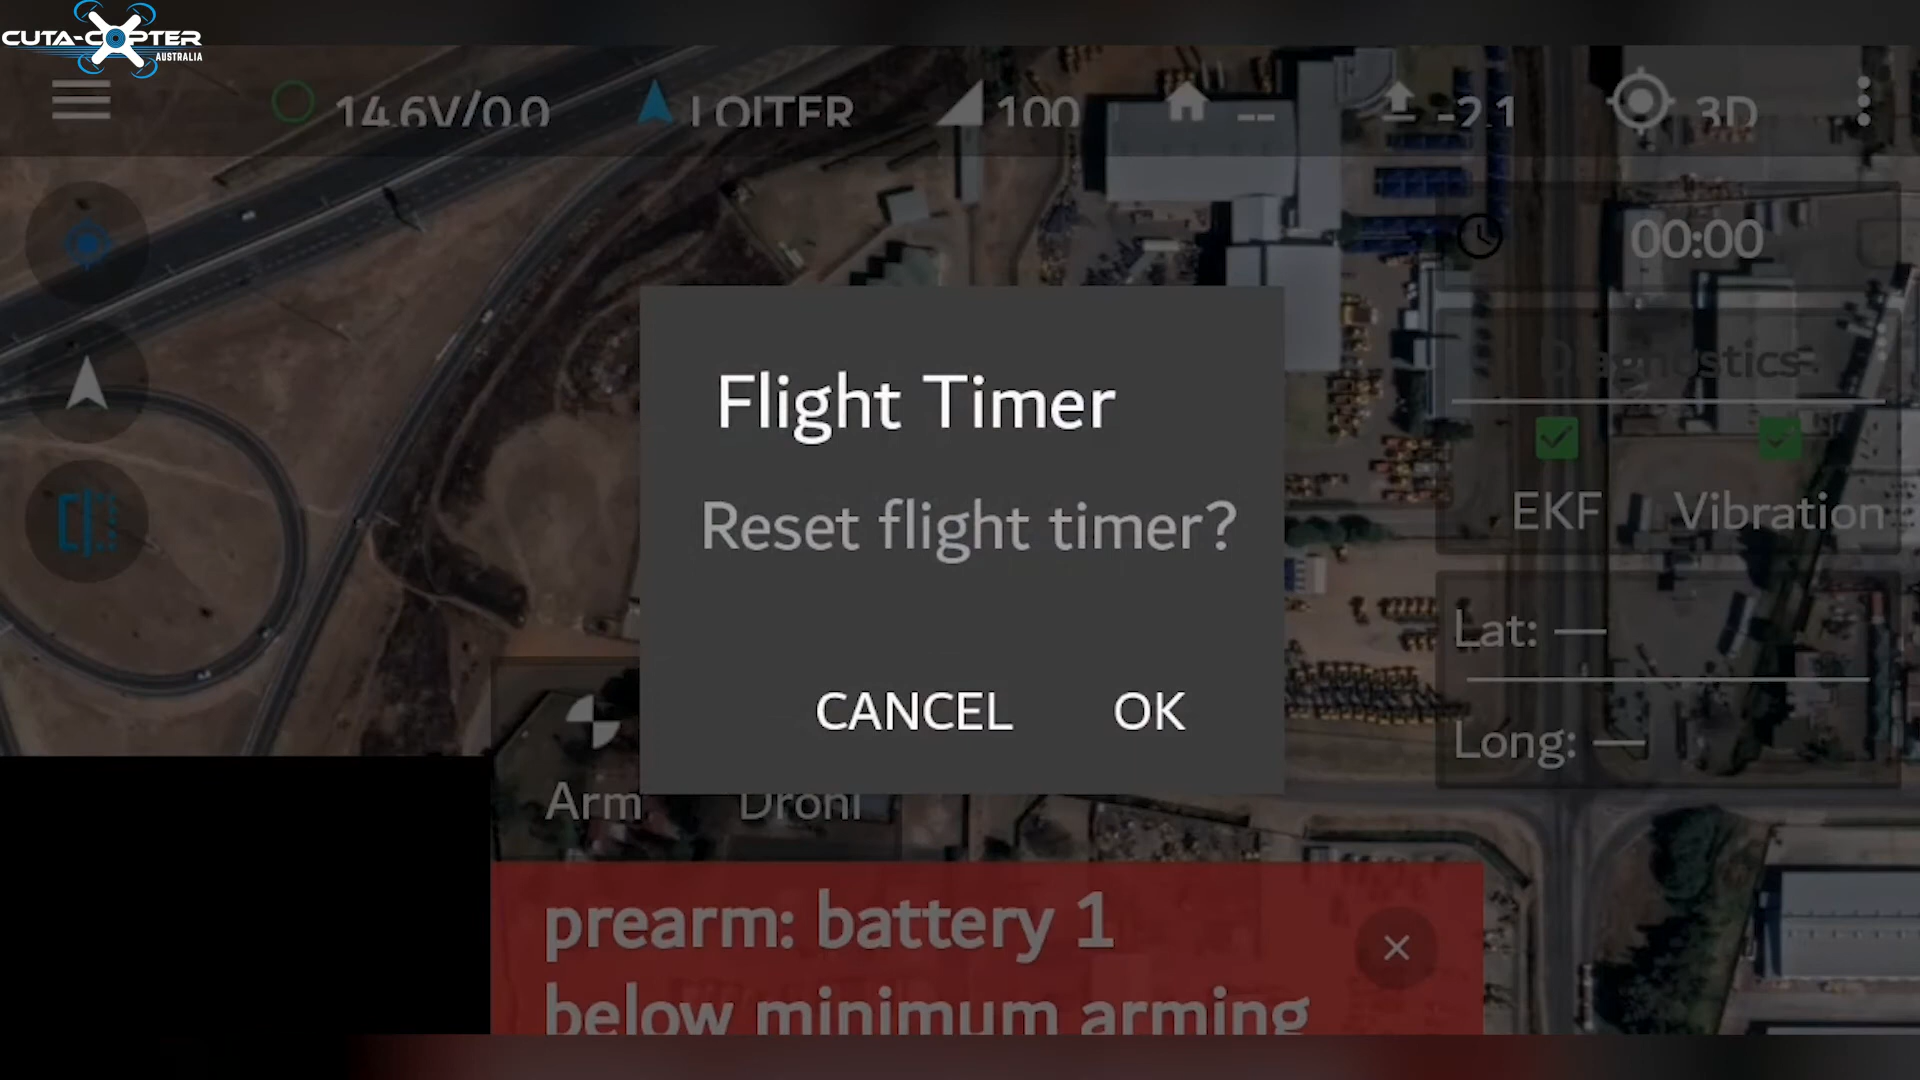 CUTA-COPTER
AUSTRALIA
14.6V/0.0
LOITER
100
--
-2.1
3D
00:00
Diagnostics
EKF
Vibration
Lat: —
Long: —
Flight Timer
Reset flight timer?
CANCEL
OK
Arm
prearm: battery 1
below minimum arming